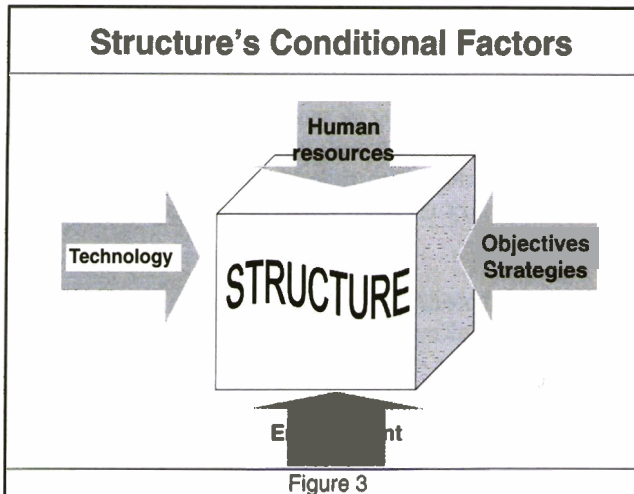 Structure's Conditional Factors
Human
resources
Technology
Objectives
Strategies
STRUCTURE
Figure 3